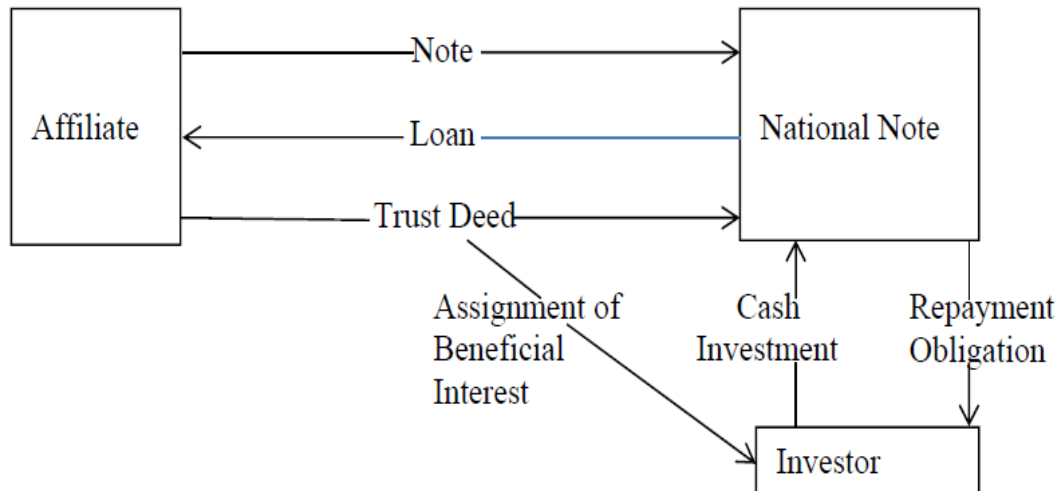 Note
Affiliate
National Note
Loan
Trust Deed
Assignment of
Beneficial
Interest
Cash
Investment
Repayment
Obligation
Investor